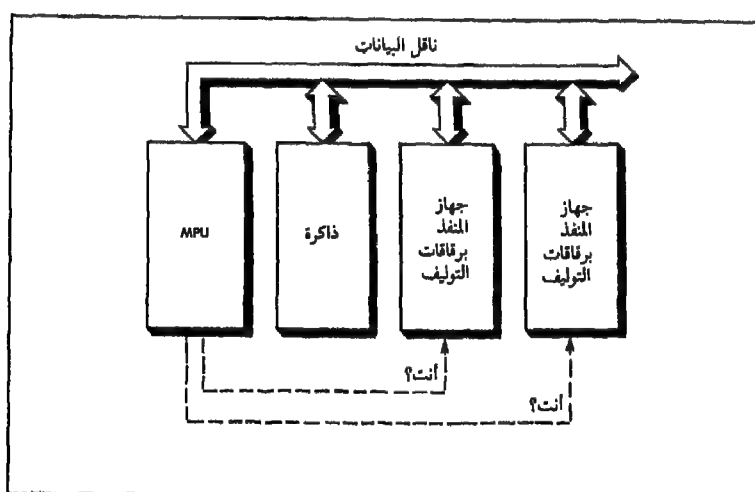 ناقل البيانات
MPU
ذاكرة
جهاز
المنفذ
برقاقات
التوليف
جهاز
المنفذ
برقاقات
التوليف
أنت؟
أنت؟